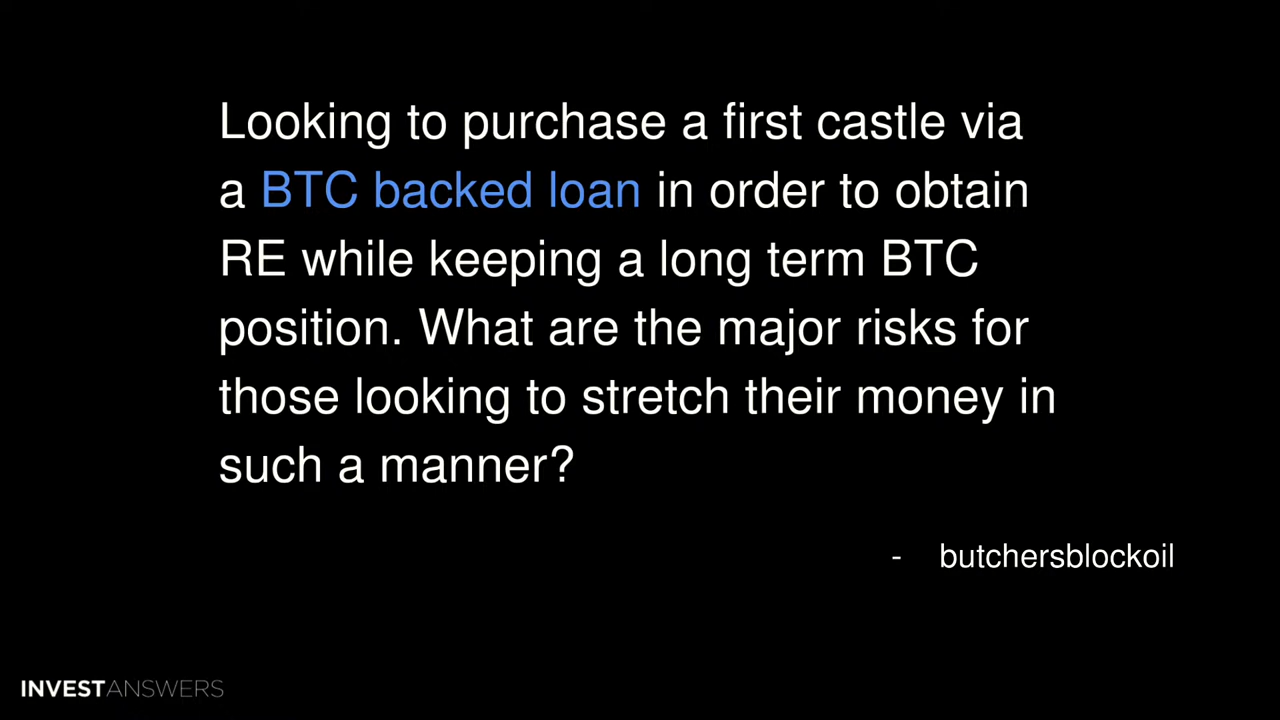 Looking to purchase a first castle via
a BTC backed loan in order to obtain
RE while keeping a long term BTC
position. What are the major risks for
those looking to stretch their money in
such a manner?
- butchersblockoil
INVESTANSWERS